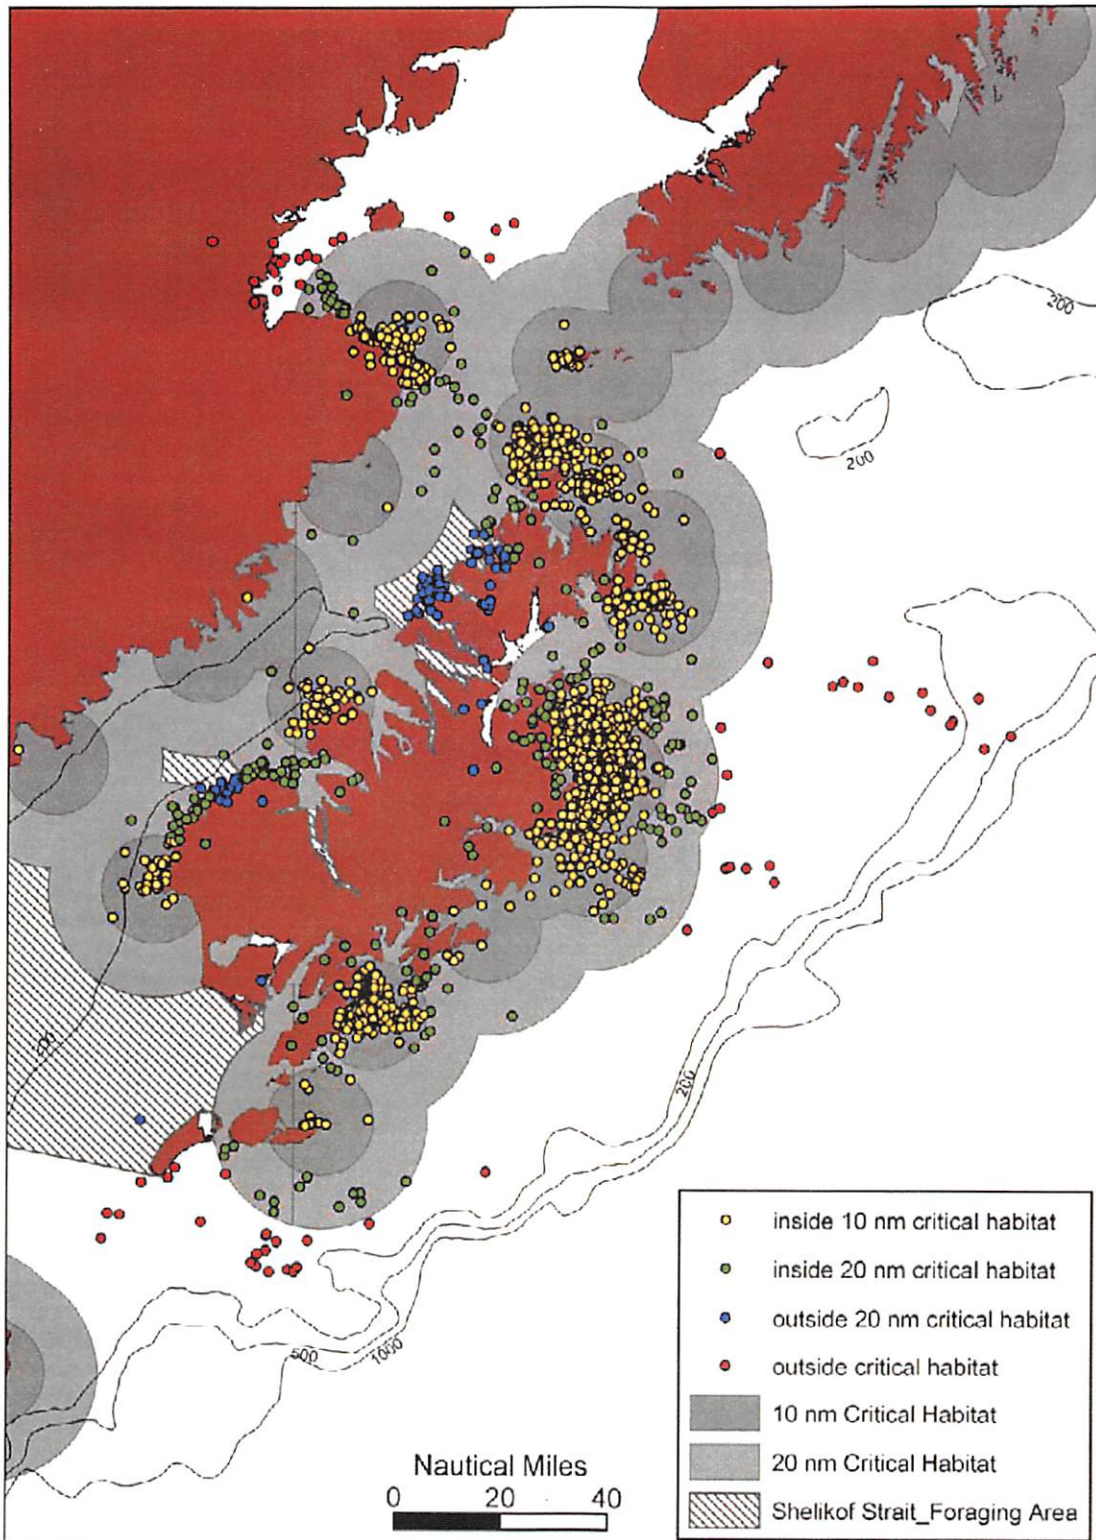 200
200
200
200
500
1000
Nautical Miles
0 20 40
inside 10 nm critical habitat
inside 20 nm critical habitat
outside 20 nm critical habitat
outside critical habitat
10 nm Critical Habitat
20 nm Critical Habitat
Shelikof Strait_Foraging Area